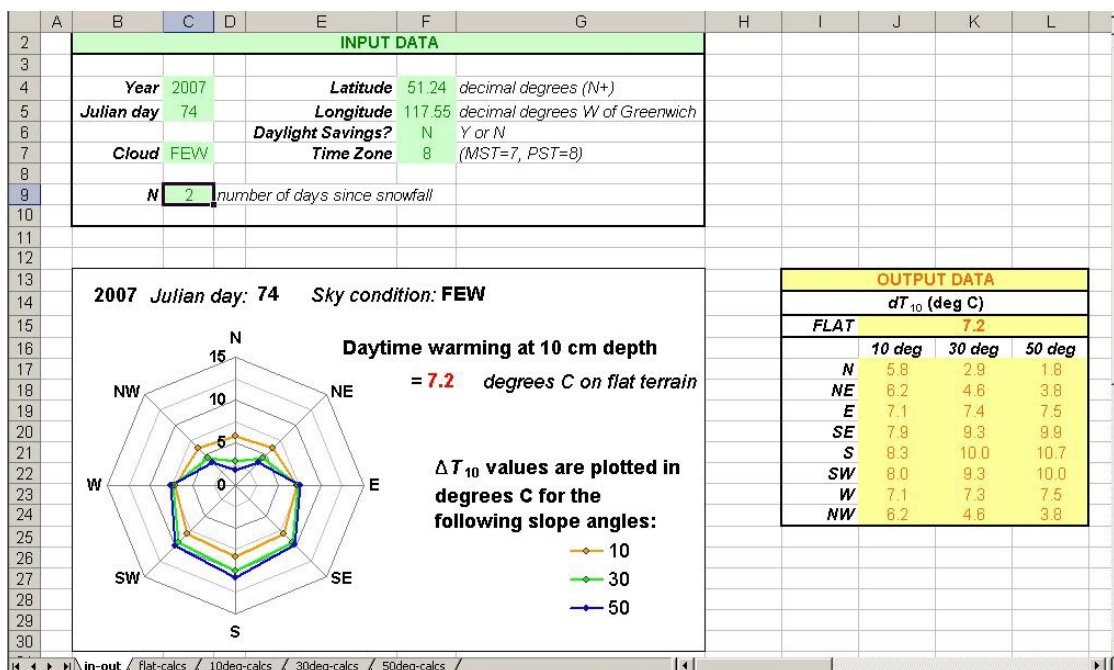 A B C D E F G H I J K L
2 INPUT DATA
3
4 Year 2007 Latitude 51.24 decimal degrees (N+)
5 Julian day 74 Longitude 117.55 decimal degrees W of Greenwich
6 Daylight Savings? N Y or N
7 Cloud FEW Time Zone 8 (MST=7, PST=8)
8
9 N 2 number of days since snowfall
10
11
12
13 OUTPUT DATA
14 2007 Julian day: 74 Sky condition: FEW dT10 (deg C)
15 FLAT 7.2
16 N Daytime warming at 10 cm depth 10 deg 30 deg 50 deg
17 15 N 5.8 2.9 1.8
18 NW NE = 7.2 degrees C on flat terrain NE 6.2 4.6 3.8
19 10 E 7.1 7.4 7.5
20 SE 7.9 9.3 9.9
21 5 S 8.3 10.0 10.7
22 ΔT10 values are plotted in SW 8.0 9.3 10.0
23 W 0 E degrees C for the W 7.1 7.3 7.5
24 following slope angles: NW 6.2 4.6 3.8
25
26 10
27 SW SE 30
28 50
29 S
30
in-out flat-calcs 10deg-calcs 30deg-calcs 50deg-calcs